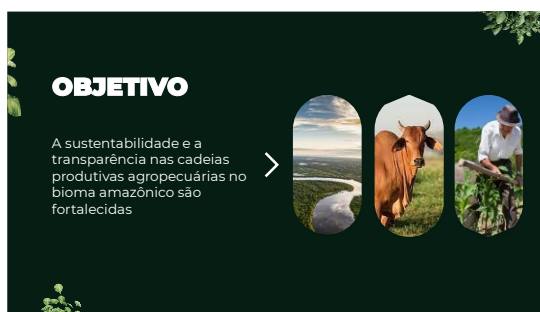 OBJETIVO
A sustentabilidade e a
transparência nas cadeias
produtivas agropecuárias no
bioma amazônico são
fortalecidas